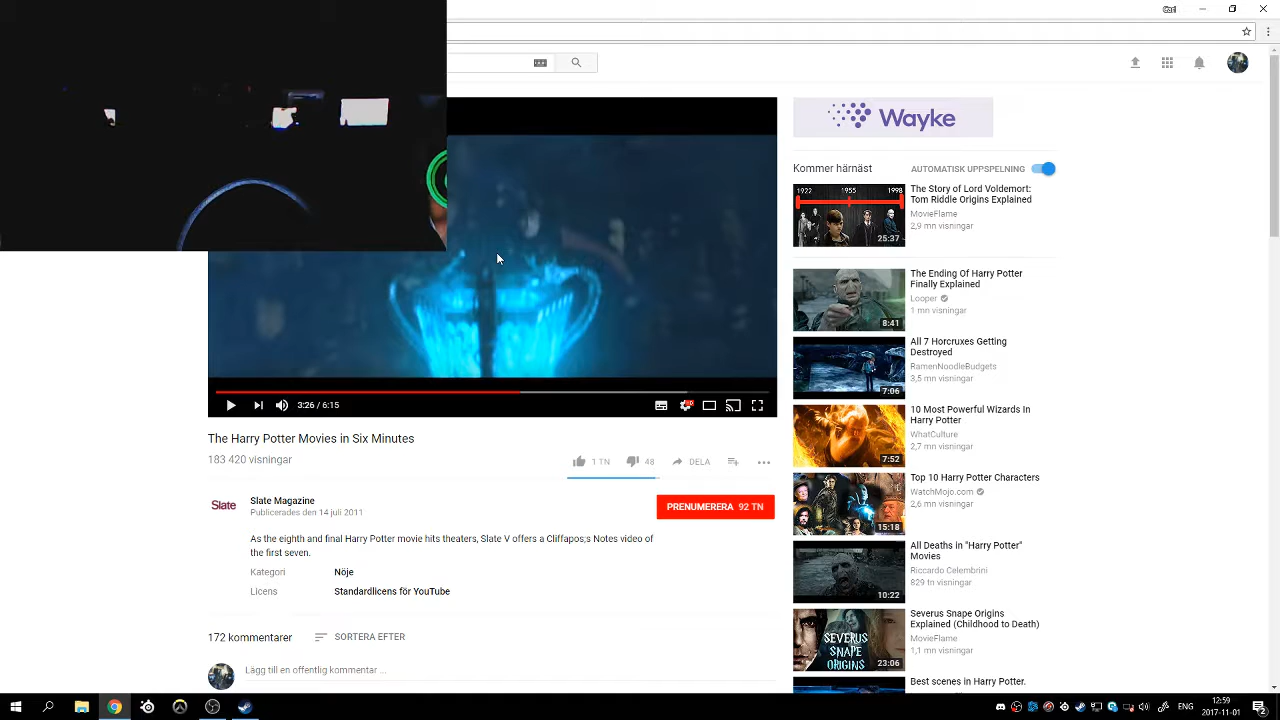 Wayke
Kommer härnäst
AUTOMATISK UPPSPELNING
1922 1955 1998
25:37
The Story of Lord Voldemort:
Tom Riddle Origins Explained
MovieFlame
2,9 mn visningar
8:41
The Ending Of Harry Potter
Finally Explained
Looper
1 mn visningar
7:06
All 7 Horcruxes Getting
Destroyed
RamenNoodleBudgets
3,5 mn visningar
7:52
10 Most Powerful Wizards In
Harry Potter
WhatCulture
2,7 mn visningar
15:18
Top 10 Harry Potter Characters
WatchMojo.com
2,6 mn visningar
10:22
All Deaths in "Harry Potter"
Movies
Riccardo Celembrini
829 tn visningar
SEVERUS
SNAPE
ORIGINS
23:06
Severus Snape Origins
Explained (Childhood to Death)
MovieFlame
1,1 mn visningar
Best scenes in Harry Potter.
3:26 / 6:15
The Harry Potter Movies in Six Minutes
183 420 visningar
1 TN 48 DELA
Slate
Slate Magazine
Publicerades den 14 juli 2011
PRENUMERERA 92 TN
As the eighth and final Harry Potter movie hits theaters, Slate V offers a Cliffapods Notes video of
the first seven.
Kategori Nöje
Licens Standardlicens för YouTube
172 kommentarer SORTERA EFTER
Lägg till en offentlig kommentar ...
ENG
12:59
2017-11-01